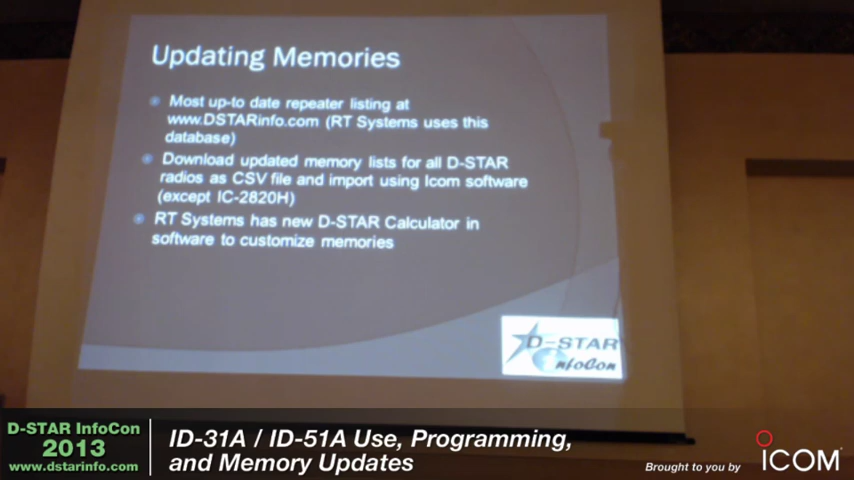 Updating Memories
Most up-to date repeater listing at
www.DSTARinfo.com (RT Systems uses this
database)
Download updated memory lists for all D-STAR
radios as CSV file and import using Icom software
(except IC-2820H)
RT Systems has new D-STAR Calculator in
software to customize memories
D-STAR
InfoCon
D-STAR InfoCon
2013
www.dstarinfo.com
ID-31A / ID-51A Use, Programming,
and Memory Updates
Brought to you by
ICOM